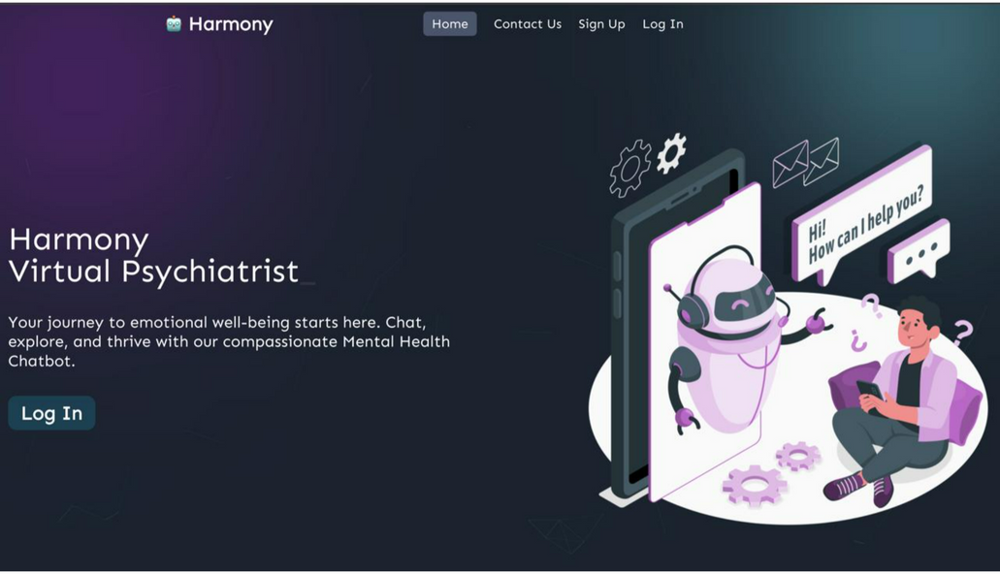 Harmony
Home Contact Us Sign Up Log In
Harmony
Virtual Psychiatrist_
Your journey to emotional well-being starts here. Chat,
explore, and thrive with our compassionate Mental Health
Chatbot.
Log In
Hi!
How can I help you?
? ? ?